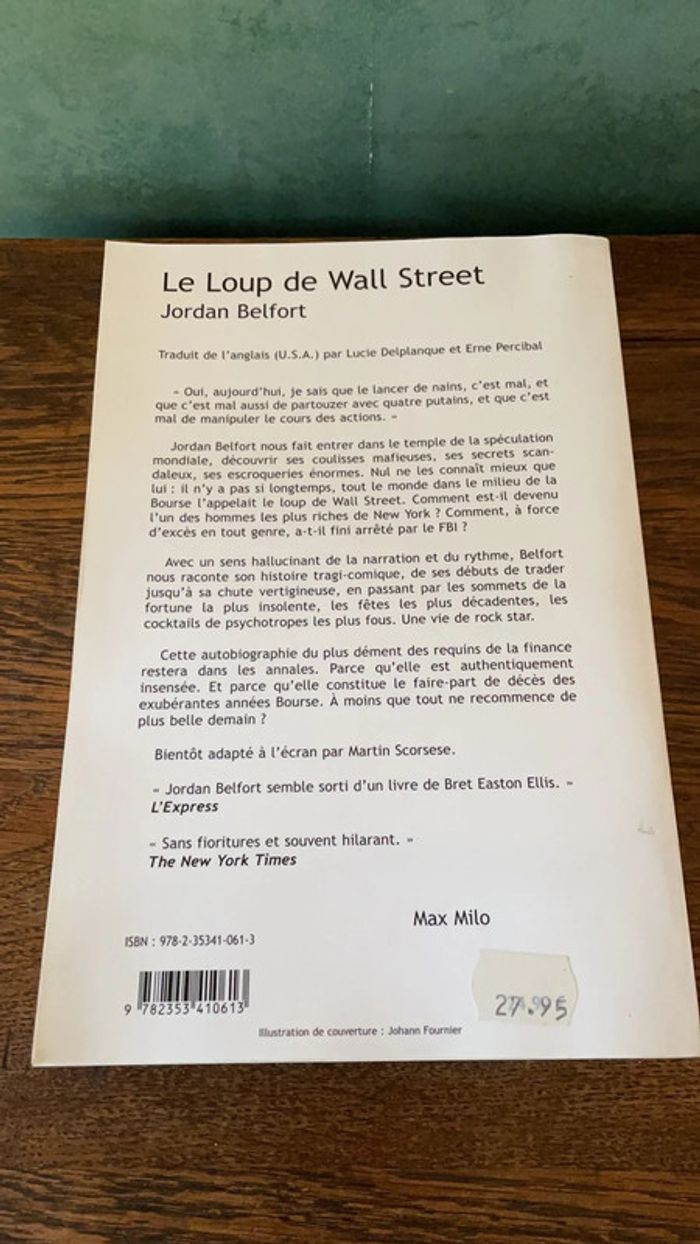 Le Loup de Wall Street
Jordan Belfort
Traduit de l'anglais (U.S.A.) par Lucie Delplanque et Erne Percibal
« Oui, aujourd'hui, je sais que le lancer de nains, c'est mal, et
que c'est mal aussi de partouzer avec quatre putains, et que c'est
mal de manipuler le cours des actions. »
Jordan Belfort nous fait entrer dans le temple de la spéculation
mondiale, découvrir ses coulisses mafieuses, ses secrets scan-
daleux, ses escroqueries énormes. Nul ne les connaît mieux que
lui : il n'y a pas si longtemps, tout le monde dans le milieu de la
Bourse l'appelait le loup de Wall Street. Comment est-il devenu
l'un des hommes les plus riches de New York ? Comment, à force
d'excès en tout genre, a-t-il fini arrêté par le FBI ?
Avec un sens hallucinant de la narration et du rythme, Belfort
nous raconte son histoire tragi-comique, de ses débuts de trader
jusqu'à sa chute vertigineuse, en passant par les sommets de la
fortune la plus insolente, les fêtes les plus décadentes, les
cocktails de psychotropes les plus fous. Une vie de rock star.
Cette autobiographie du plus dément des requins de la finance
restera dans les annales. Parce qu'elle est authentiquement
insensée. Et parce qu'elle constitue le faire-part de décès des
exubérantes années Bourse. À moins que tout ne recommence de
plus belle demain ?
Bientôt adapté à l'écran par Martin Scorsese.
« Jordan Belfort semble sorti d'un livre de Bret Easton Ellis. »
L'Express
« Sans fioritures et souvent hilarant. »
The New York Times
Max Milo
ISBN : 978-2-35341-061-3
9 782353 410613
27.95
Illustration de couverture : Johann Fournier